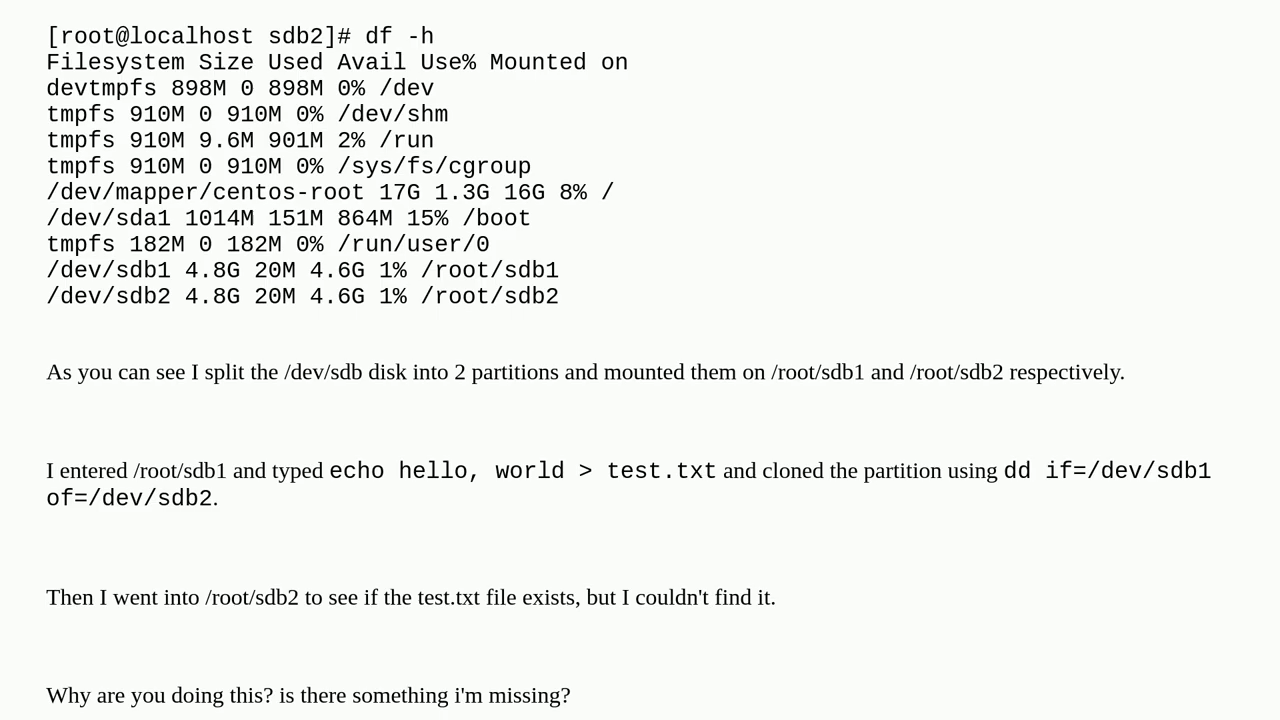 [root@localhost sdb2]# df -h
Filesystem Size Used Avail Use% Mounted on
devtmpfs 898M 0 898M 0% /dev
tmpfs 910M 0 910M 0% /dev/shm
tmpfs 910M 9.6M 901M 2% /run
tmpfs 910M 0 910M 0% /sys/fs/cgroup
/dev/mapper/centos-root 17G 1.3G 16G 8% /
/dev/sda1 1014M 151M 864M 15% /boot
tmpfs 182M 0 182M 0% /run/user/0
/dev/sdb1 4.8G 20M 4.6G 1% /root/sdb1
/dev/sdb2 4.8G 20M 4.6G 1% /root/sdb2
As you can see I split the /dev/sdb disk into 2 partitions and mounted them on /root/sdb1 and /root/sdb2 respectively.
I entered /root/sdb1 and typed echo hello, world > test.txt and cloned the partition using dd if=/dev/sdb1
of=/dev/sdb2.
Then I went into /root/sdb2 to see if the test.txt file exists, but I couldn't find it.
Why are you doing this? is there something i'm missing?